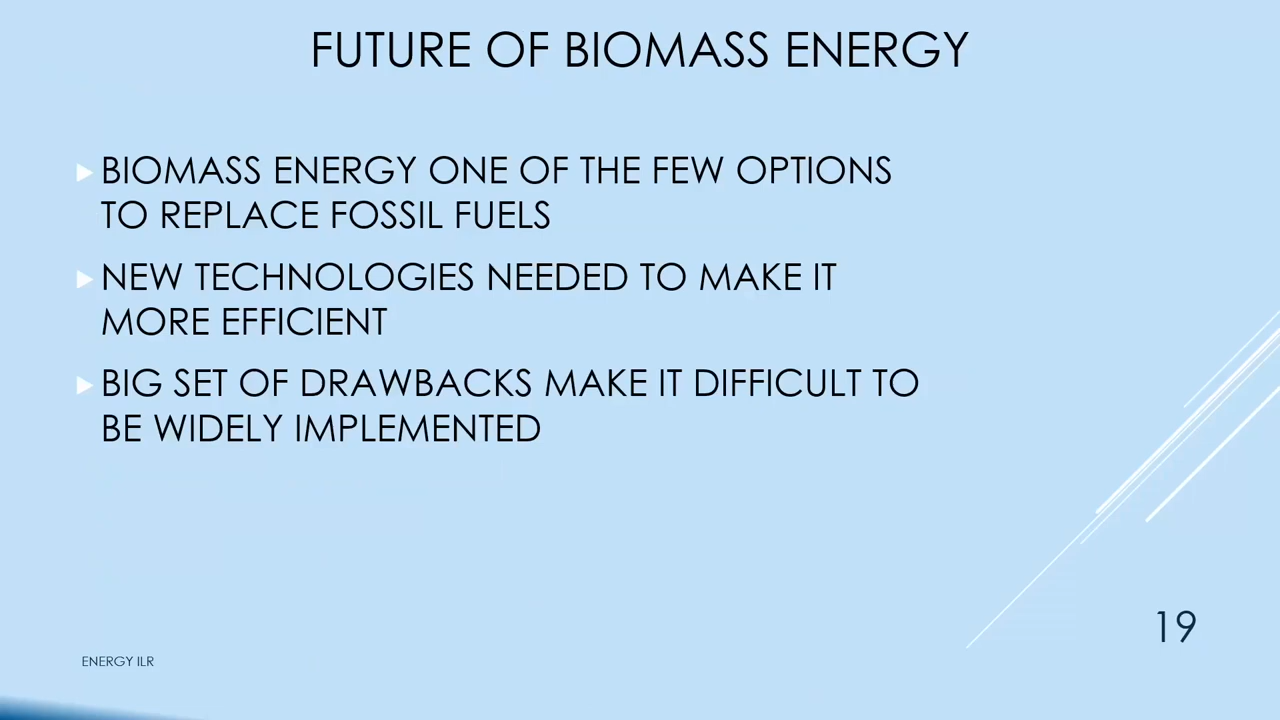 FUTURE OF BIOMASS ENERGY
BIOMASS ENERGY ONE OF THE FEW OPTIONS
TO REPLACE FOSSIL FUELS
NEW TECHNOLOGIES NEEDED TO MAKE IT
MORE EFFICIENT
BIG SET OF DRAWBACKS MAKE IT DIFFICULT TO
BE WIDELY IMPLEMENTED
19
ENERGY ILR